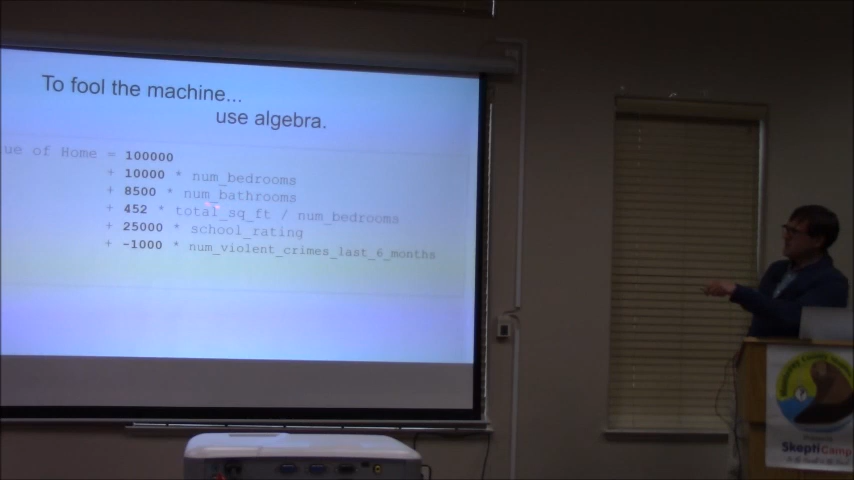 To fool the machine...
use algebra.
ue of Home = 100000
+ 10000 * num_bedrooms
+ 8500 * num_bathrooms
+ 452 * total_sq_ft / num_bedrooms
+ 25000 * school_rating
+ -1000 * num_violent_crimes_last_6_months
SkeptiCamp